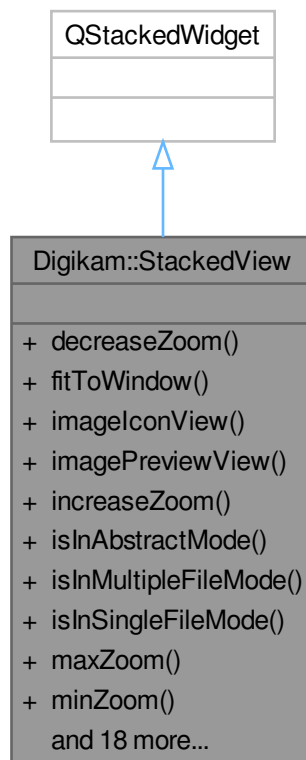 QStackedWidget
Digikam::StackedView
+ decreaseZoom()
+ fitToWindow()
+ imageIconView()
+ imagePreviewView()
+ increaseZoom()
+ isInAbstractMode()
+ isInMultipleFileMode()
+ isInSingleFileMode()
+ maxZoom()
+ minZoom()
and 18 more...